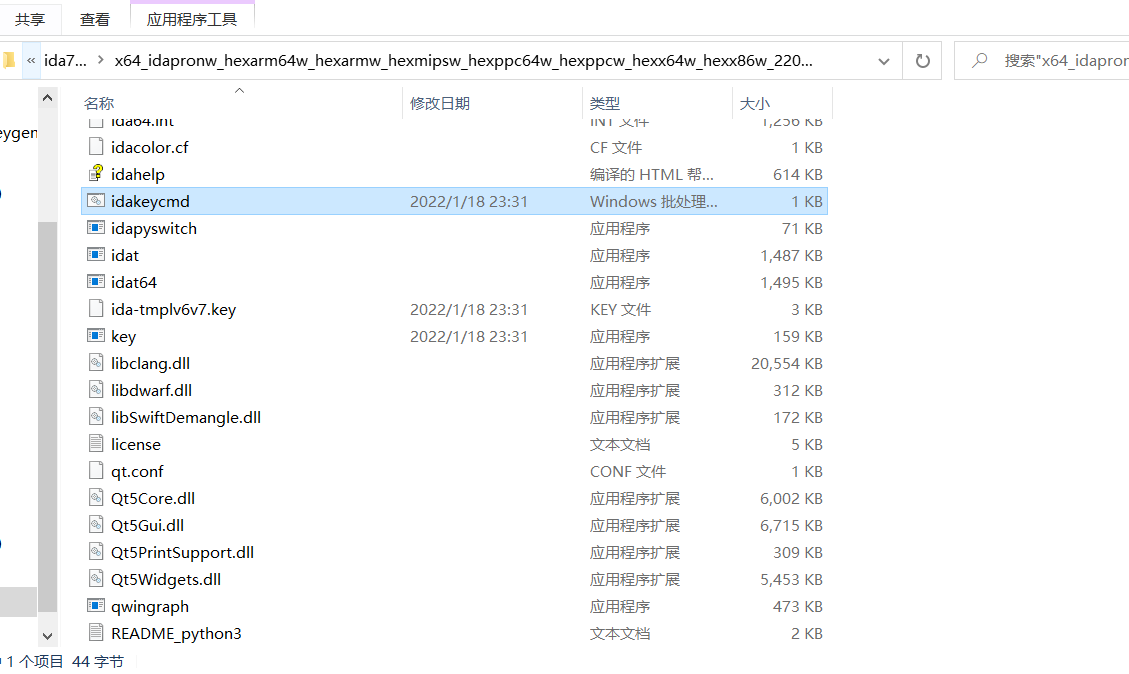 共享 查看 应用程序工具
« ida7... › x64_idapronw_hexarm64w_hexarmw_hexmipsw_hexppc64w_hexppcw_hexx64w_hexx86w_220... 搜索"x64_idapron
名称 修改日期 类型 大小
ida64.int INT 文件 1,256 KB
eygen
idacolor.cf CF 文件 1 KB
idahelp 编译的 HTML 帮... 614 KB
idakeycmd 2022/1/18 23:31 Windows 批处理... 1 KB
idapyswitch 应用程序 71 KB
idat 应用程序 1,487 KB
idat64 应用程序 1,495 KB
ida-tmplv6v7.key 2022/1/18 23:31 KEY 文件 3 KB
key 2022/1/18 23:31 应用程序 159 KB
libclang.dll 应用程序扩展 20,554 KB
libdwarf.dll 应用程序扩展 312 KB
libSwiftDemangle.dll 应用程序扩展 172 KB
license 文本文档 5 KB
qt.conf CONF 文件 1 KB
Qt5Core.dll 应用程序扩展 6,002 KB
Qt5Gui.dll 应用程序扩展 6,715 KB
Qt5PrintSupport.dll 应用程序扩展 309 KB
Qt5Widgets.dll 应用程序扩展 5,453 KB
qwingraph 应用程序 473 KB
README_python3 文本文档 2 KB
1 个项目 44 字节